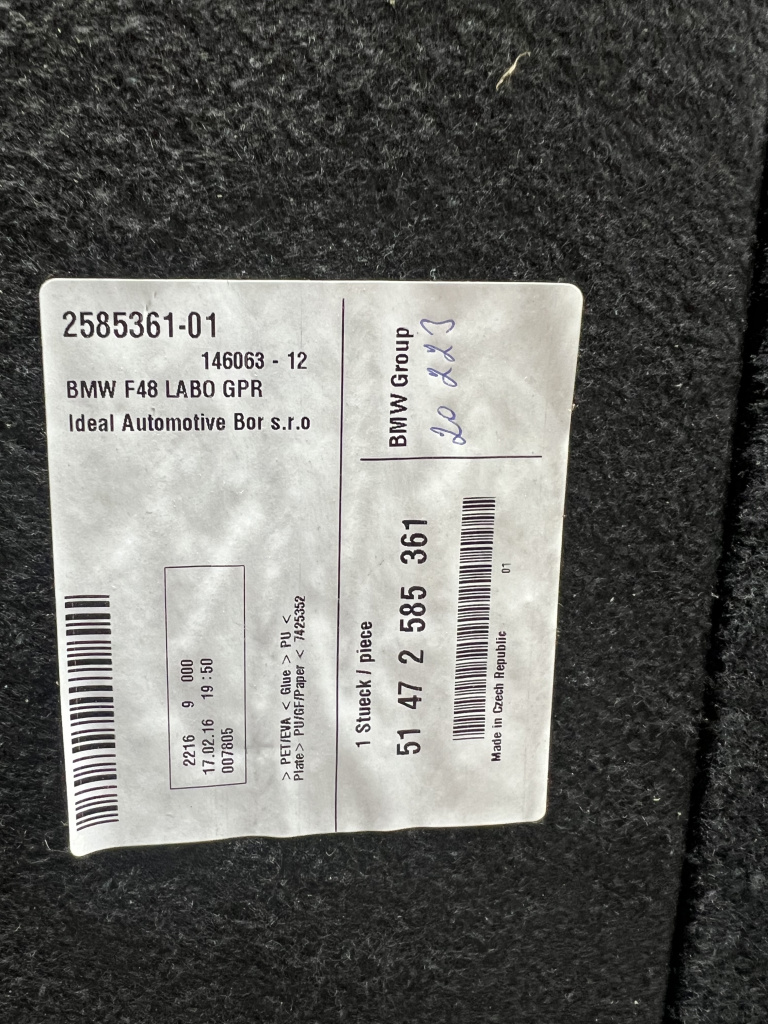 2585361-01
146063 - 12
BMW F48 LABO GPR
Ideal Automotive Bor s.r.o
2216 9 000
17.02.16 19:50
007805
> PET/EVA < Glue > PU <
Plate> PU/GF/Paper < 7425352
BMW Group
20 223
1 Stueck / piece
51 47 2 585 361
Made in Czech Republic 01